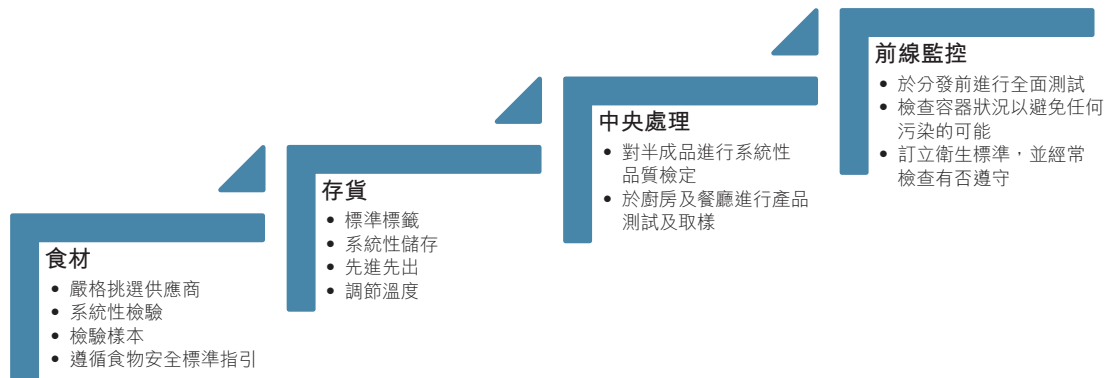 食材
• 嚴格挑選供應商
• 系統性檢驗
• 檢驗樣本
• 遵循食物安全標準指引
存貨
• 標準標籤
• 系統性儲存
• 先進先出
• 調節溫度
中央處理
• 對半成品進行系統性
品質檢定
• 於廚房及餐廳進行產品
測試及取樣
前線監控
• 於分發前進行全面測試
• 檢查容器狀況以避免任何
污染的可能
• 訂立衛生標準，並經常
檢查有否遵守